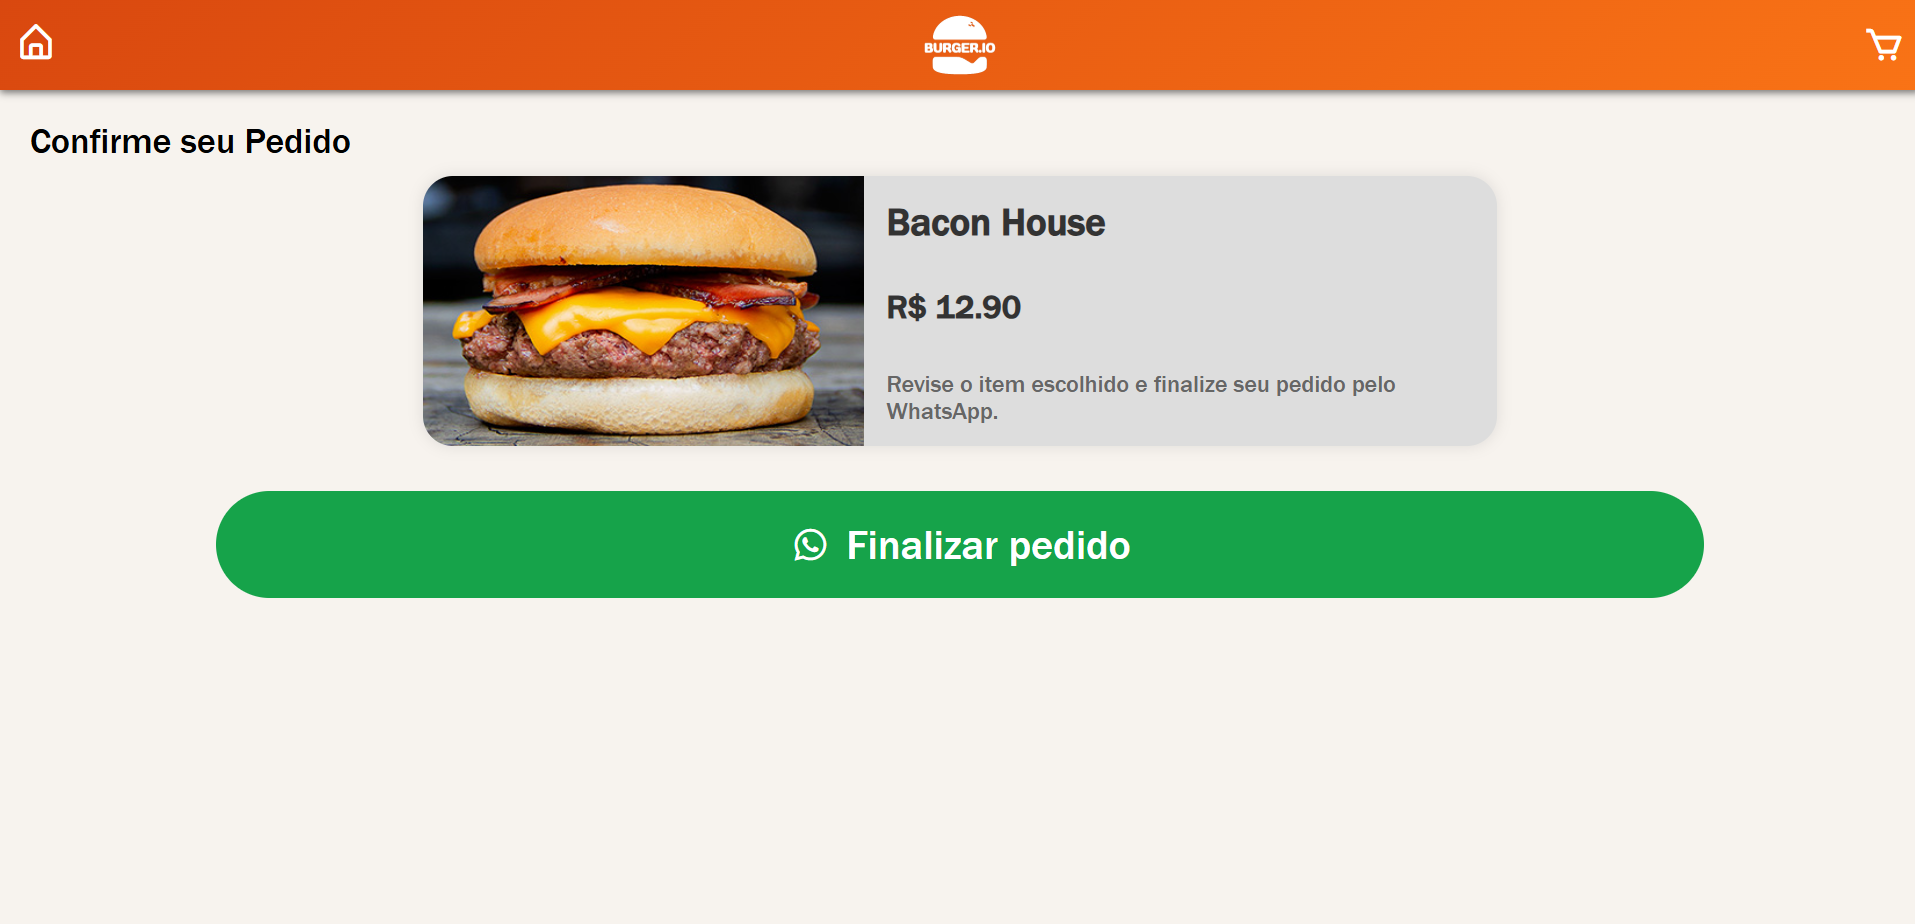 BURGER.IO
Confirme seu Pedido
Bacon House
R$ 12.90
Revise o item escolhido e finalize seu pedido pelo
WhatsApp.
Finalizar pedido